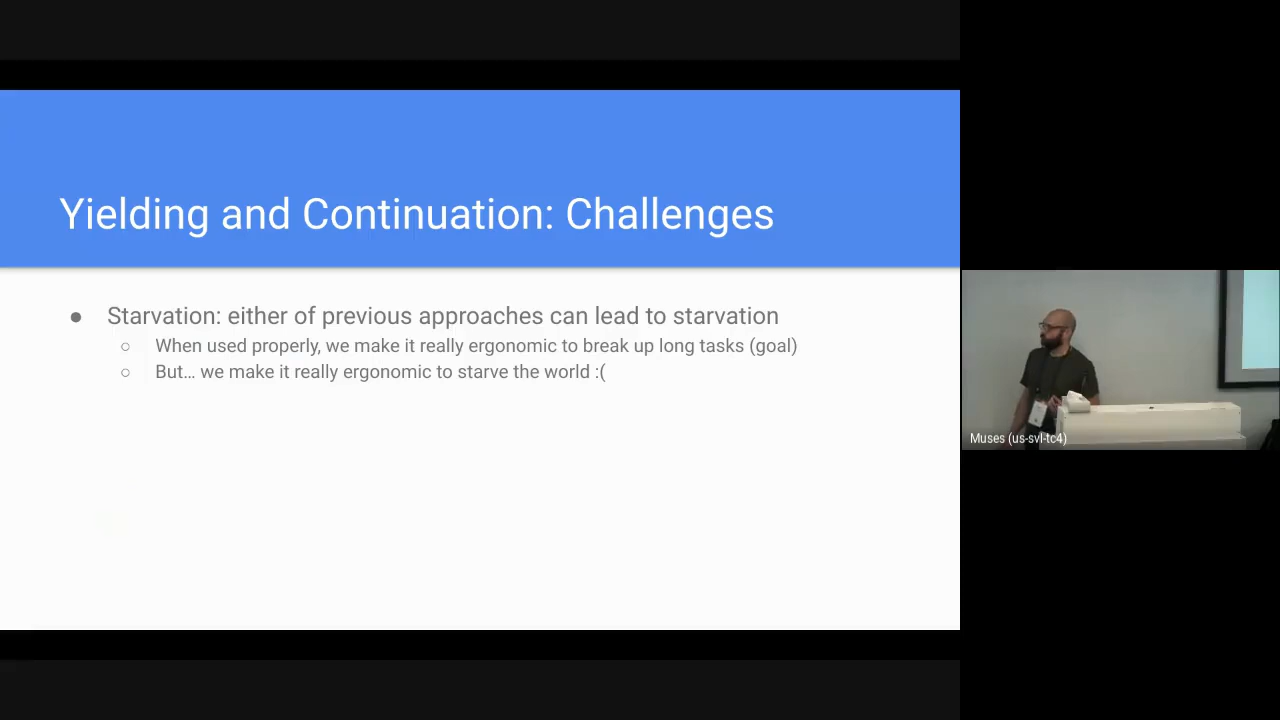 Yielding and Continuation: Challenges
● Starvation: either of previous approaches can lead to starvation
○ When used properly, we make it really ergonomic to break up long tasks (goal)
○ But... we make it really ergonomic to starve the world :(
Muses (us-svl-tc4)